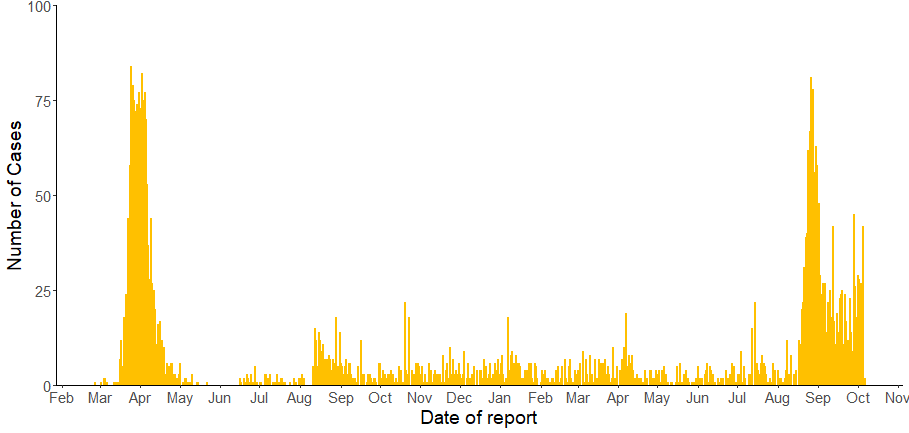 Number of Cases
100
75
50
25
0
Feb Mar Apr May Jun Jul Aug Sep Oct Nov Dec Jan Feb Mar Apr May Jun Jul Aug Sep Oct Nov
Date of report